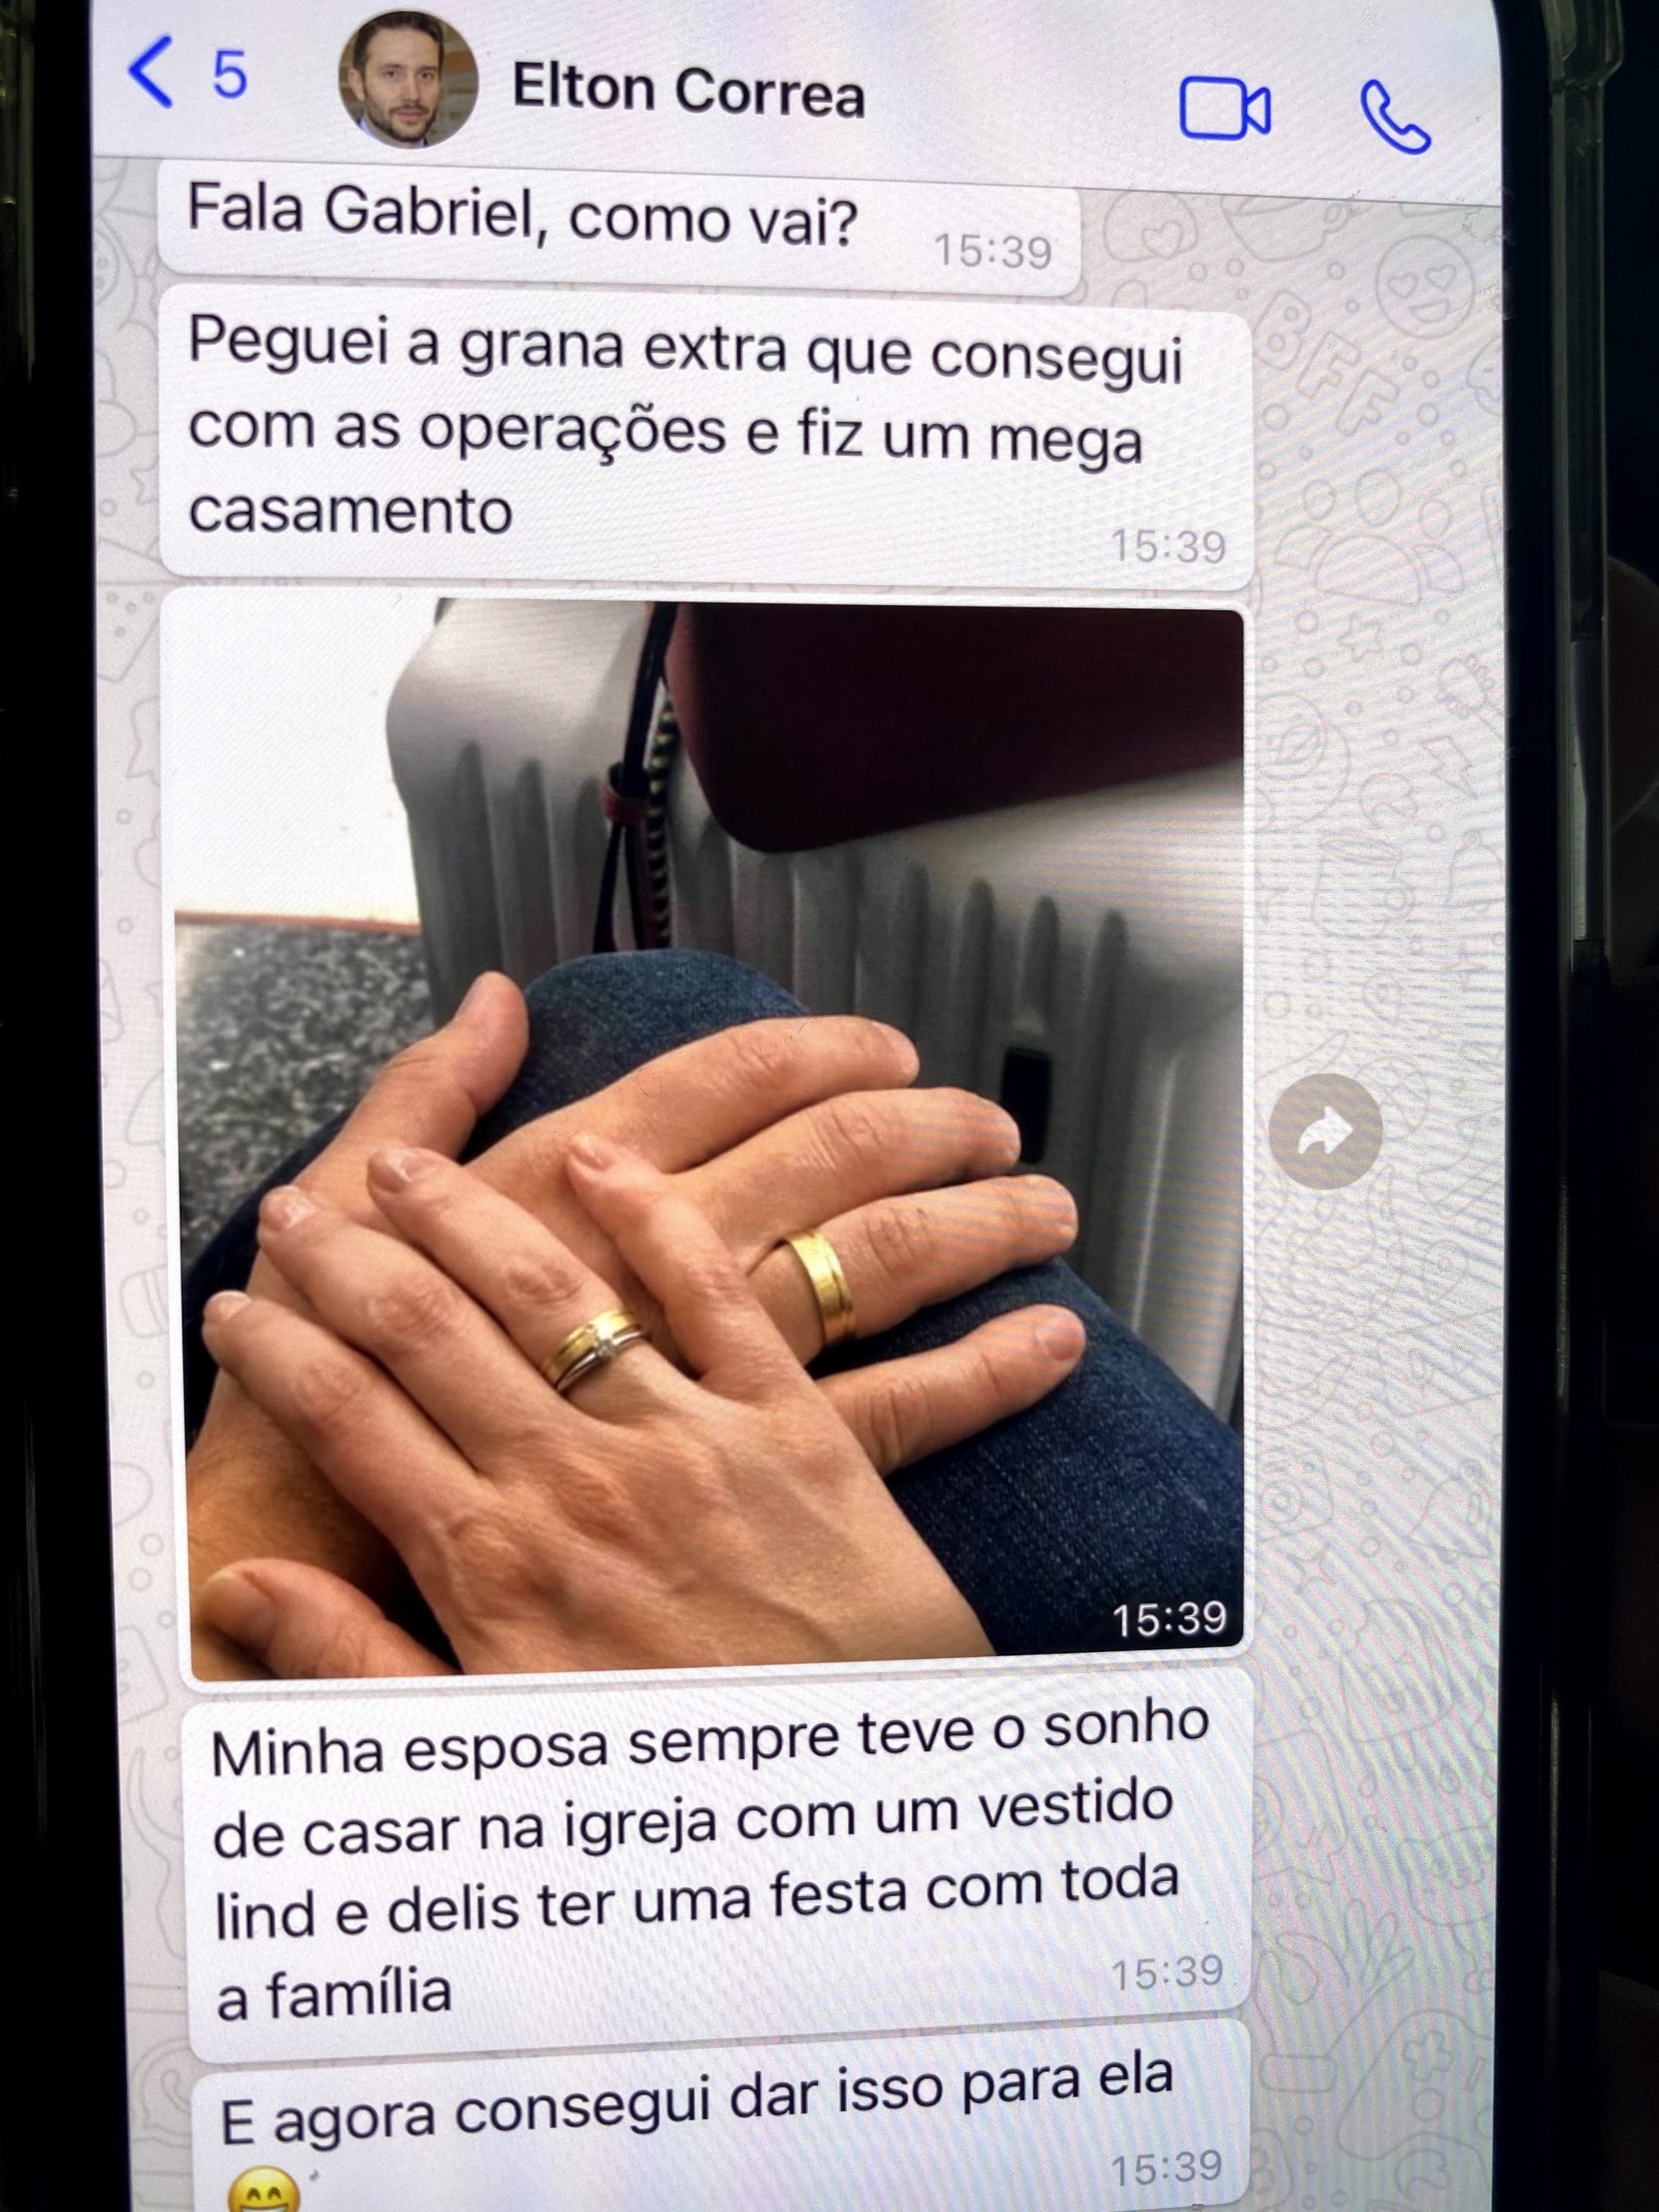 5
Elton Correa
Fala Gabriel, como vai?
15:39
Peguei a grana extra que consegui
com as operações e fiz um mega
casamento
15:39
15:39
Minha esposa sempre teve o sonho
de casar na igreja com um vestido
lind e delis ter uma festa com toda
a família
15:39
E agora consegui dar isso para ela
15:39
BFF